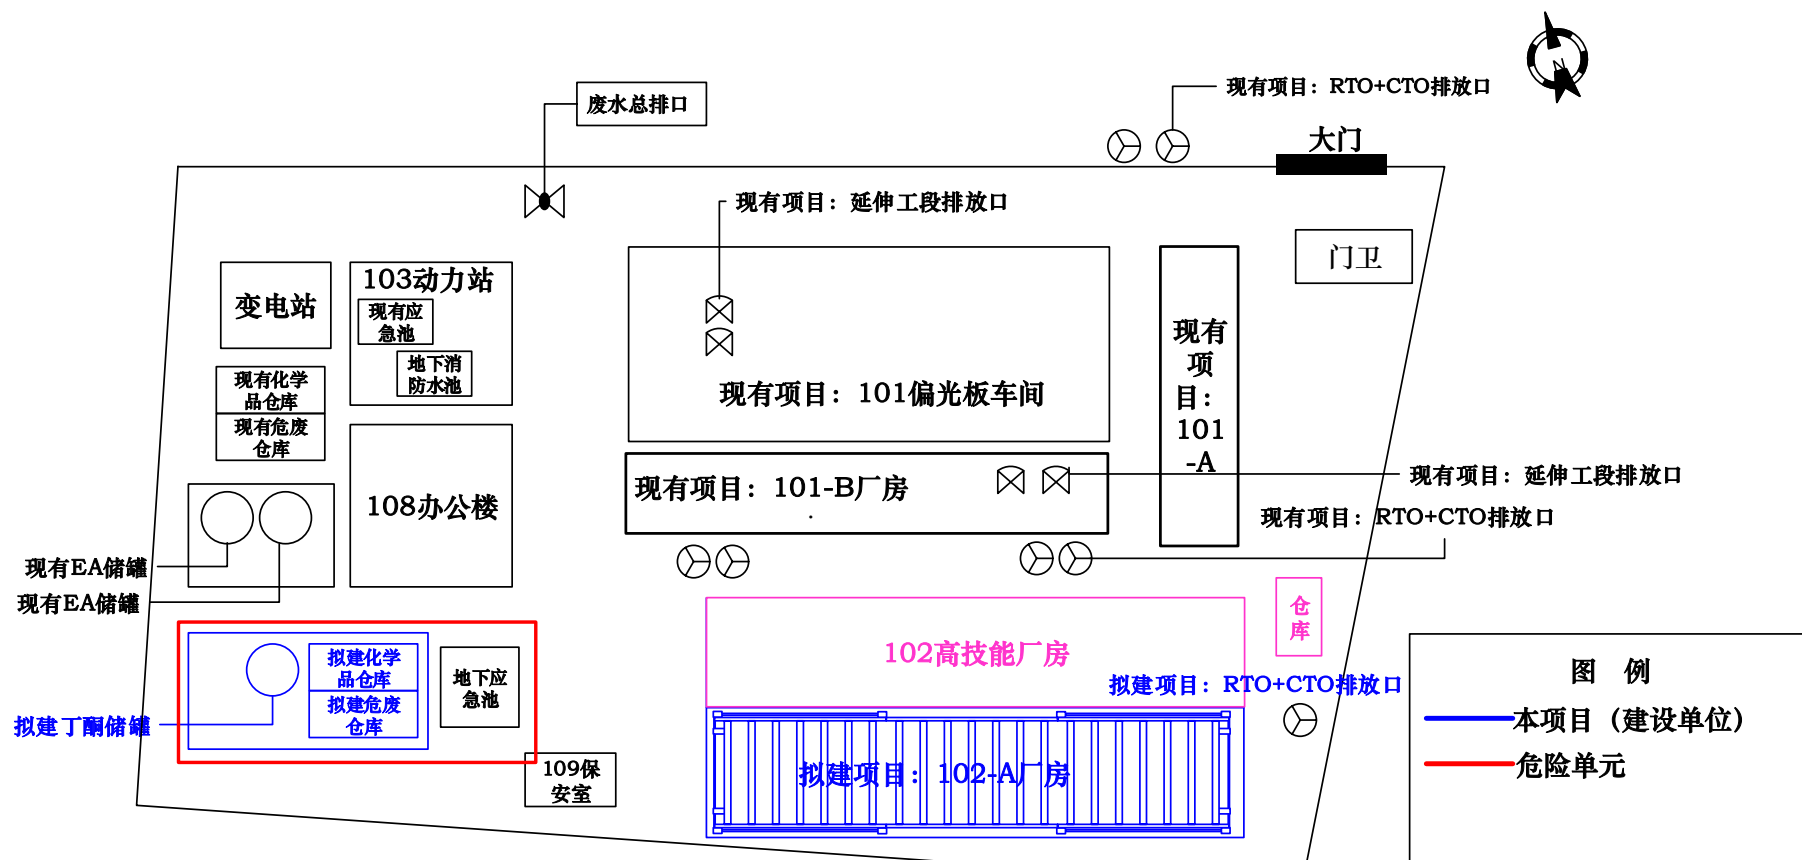 N
现有项目：RTO+CTO排放口
废水总排口
大门
现有项目：延伸工段排放口
门卫
103动力站
变电站
现有应
急池
地下消
防水池
现有化学
品仓库
现有危废
仓库
现有项目：101偏光板车间
现有
项
目：
101
-A
现有项目：101-B厂房
现有项目：延伸工段排放口
108办公楼
现有项目：RTO+CTO排放口
现有EA储罐
现有EA储罐
仓
库
102高技能厂房
拟建化学
品仓库
拟建危废
仓库
地下应
急池
拟建项目：RTO+CTO排放口
拟建丁酮储罐
109保
安室
拟建项目：102-A厂房
图 例
本项目（建设单位）
危险单元